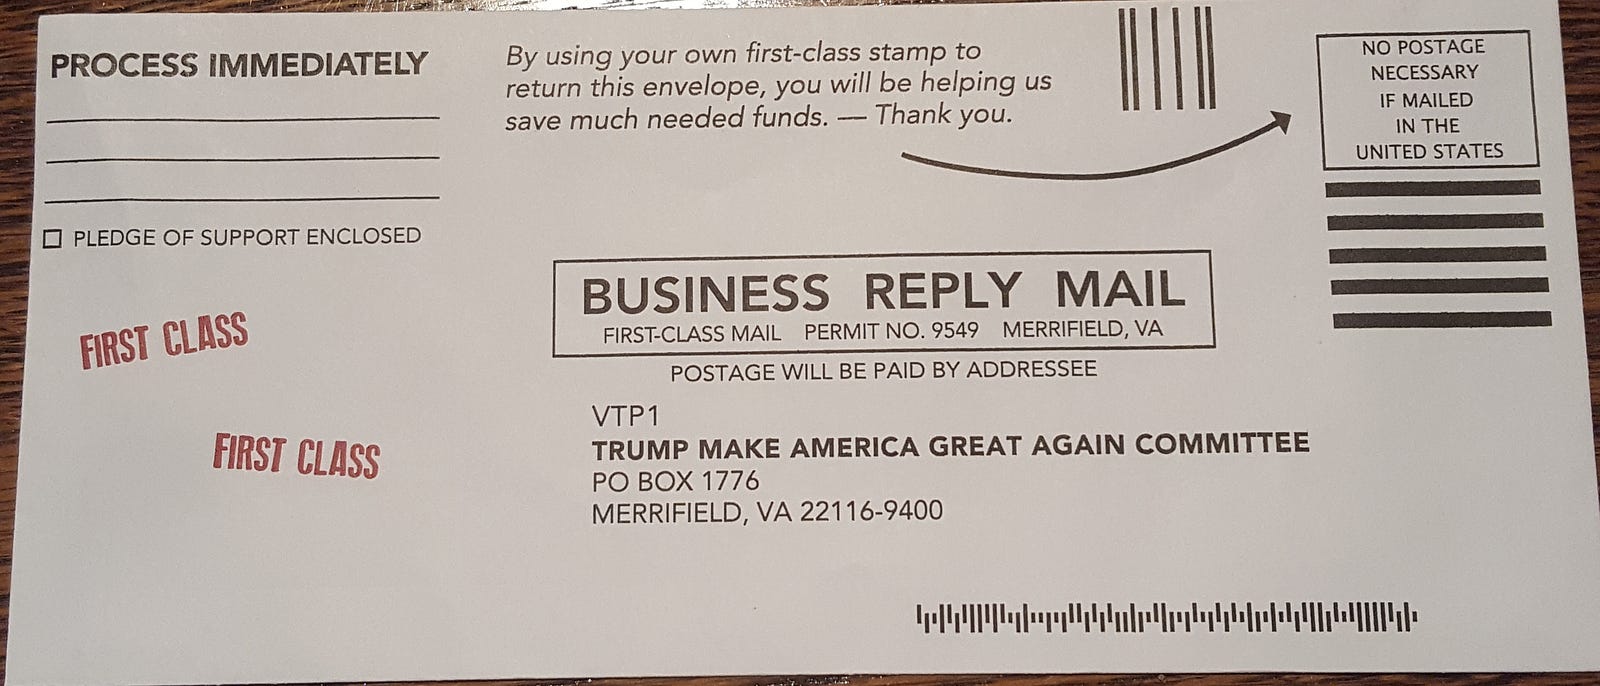 PROCESS IMMEDIATELY
PLEDGE OF SUPPORT ENCLOSED
FIRST CLASS
FIRST CLASS
By using your own first-class stamp to
return this envelope, you will be helping us
save much needed funds. — Thank you.
NO POSTAGE
NECESSARY
IF MAILED
IN THE
UNITED STATES
BUSINESS REPLY MAIL
FIRST-CLASS MAIL PERMIT NO. 9549 MERRIFIELD, VA
POSTAGE WILL BE PAID BY ADDRESSEE
VTP1
TRUMP MAKE AMERICA GREAT AGAIN COMMITTEE
PO BOX 1776
MERRIFIELD, VA 22116-9400